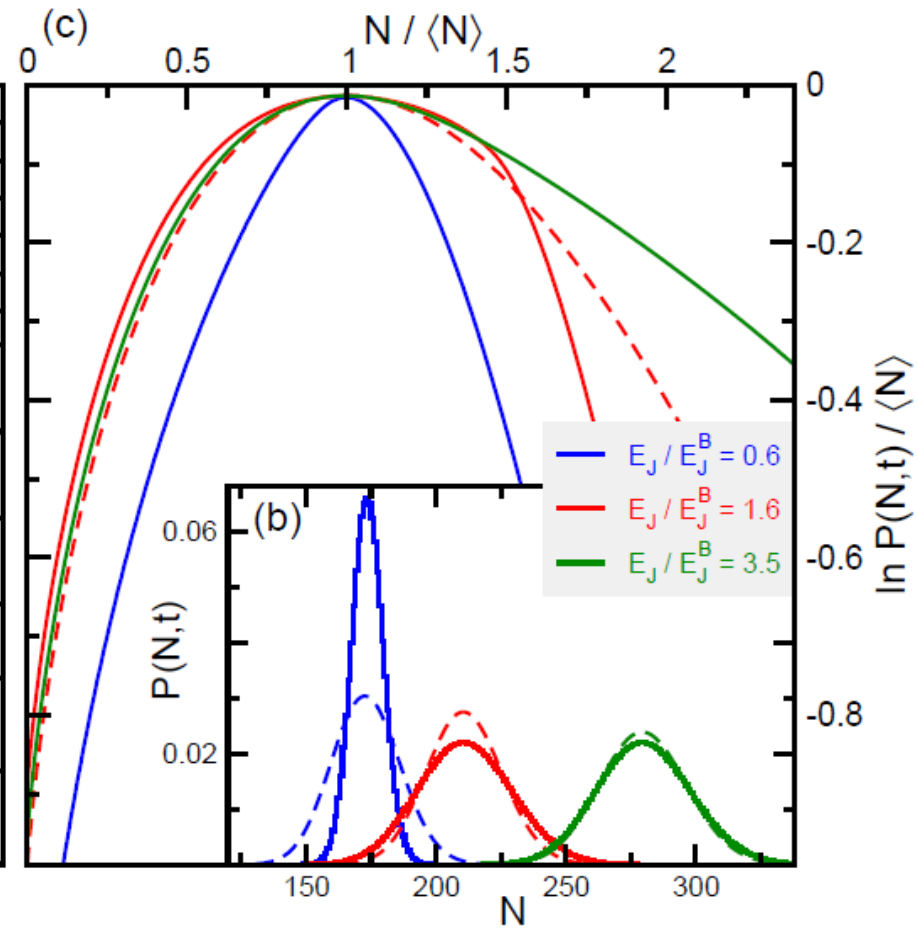 (c)
N / ⟨N⟩
0 0.5 1 1.5 2
0
-0.2
-0.4
-0.6
-0.8
ln P(N,t) / ⟨N⟩
E_J / E_J^B = 0.6
E_J / E_J^B = 1.6
E_J / E_J^B = 3.5
(b)
0.06
0.02
P(N,t)
150 200 250 300
N